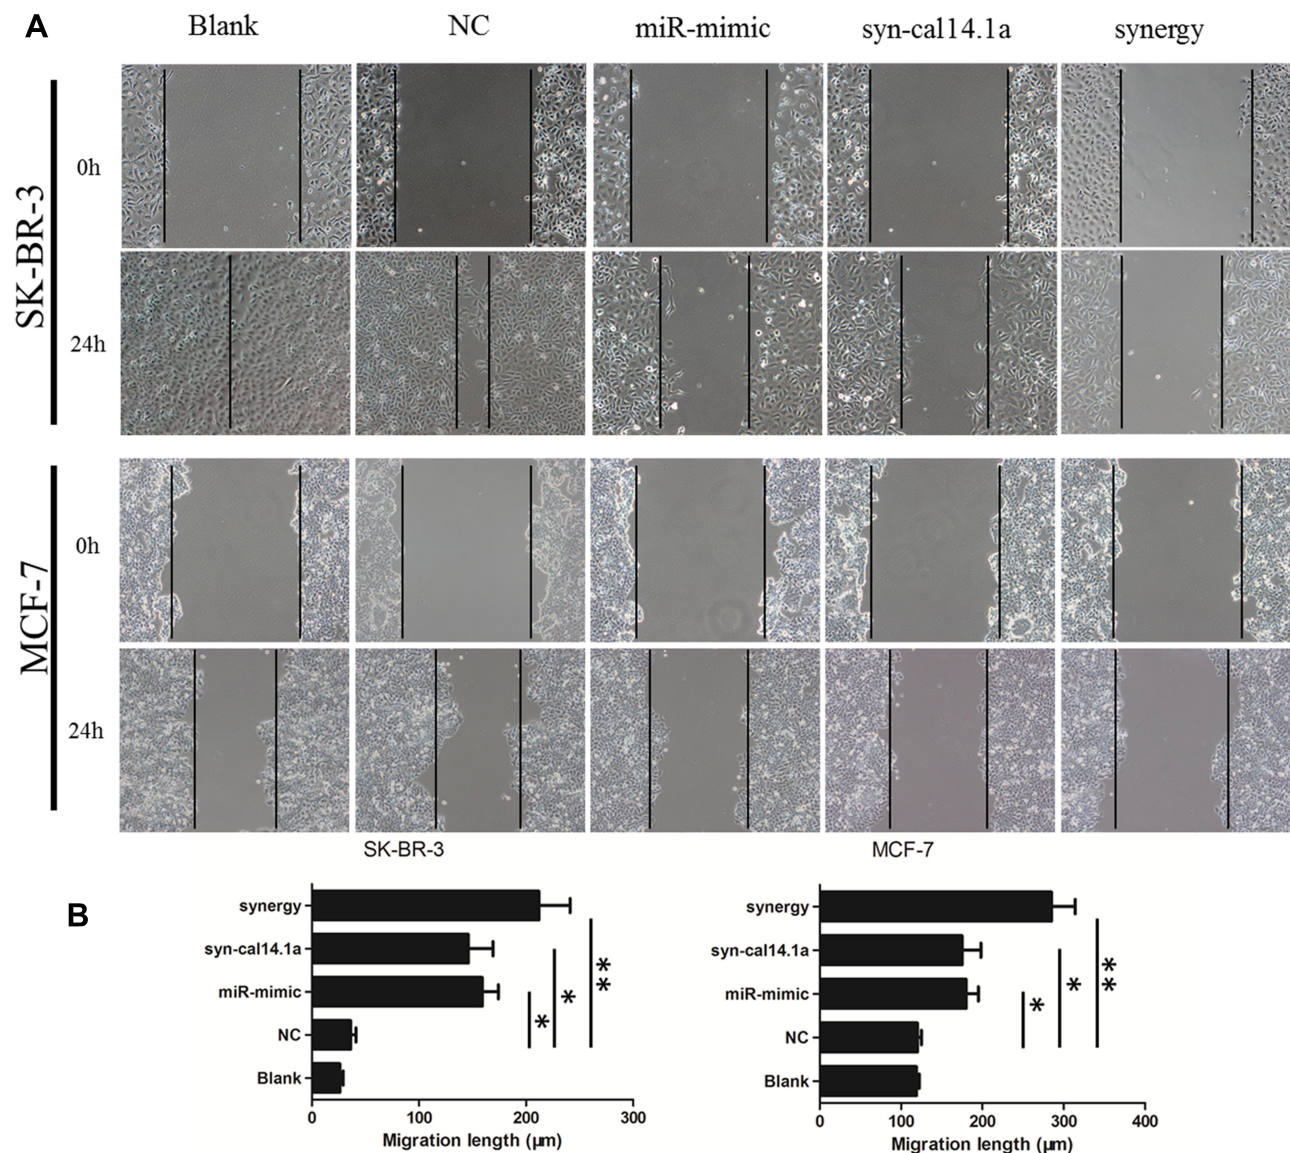 A
Blank NC miR-mimic syn-cal14.1a synergy
SK-BR-3
0h
24h
MCF-7
0h
24h
B
SK-BR-3
synergy
syn-cal14.1a
miR-mimic
NC
Blank
* * **
0 100 200 300
Migration length (μm)
MCF-7
synergy
syn-cal14.1a
miR-mimic
NC
Blank
* * **
0 100 200 300 400
Migration length (μm)